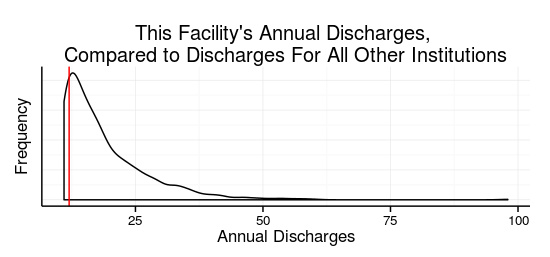 This Facility's Annual Discharges,
Compared to Discharges For All Other Institutions
Frequency
25 50 75 100
Annual Discharges